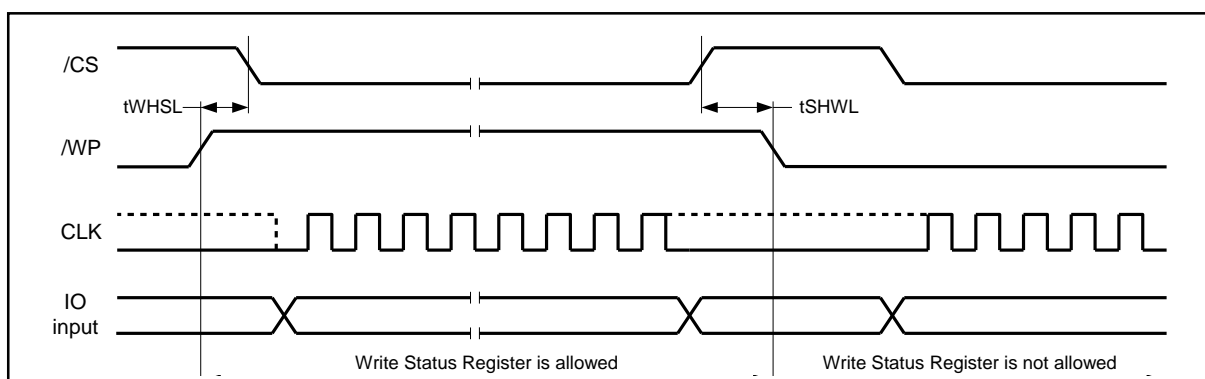 /CS
tWHSL
tSHWL
/WP
CLK
IO
input
Write Status Register is allowed
Write Status Register is not allowed